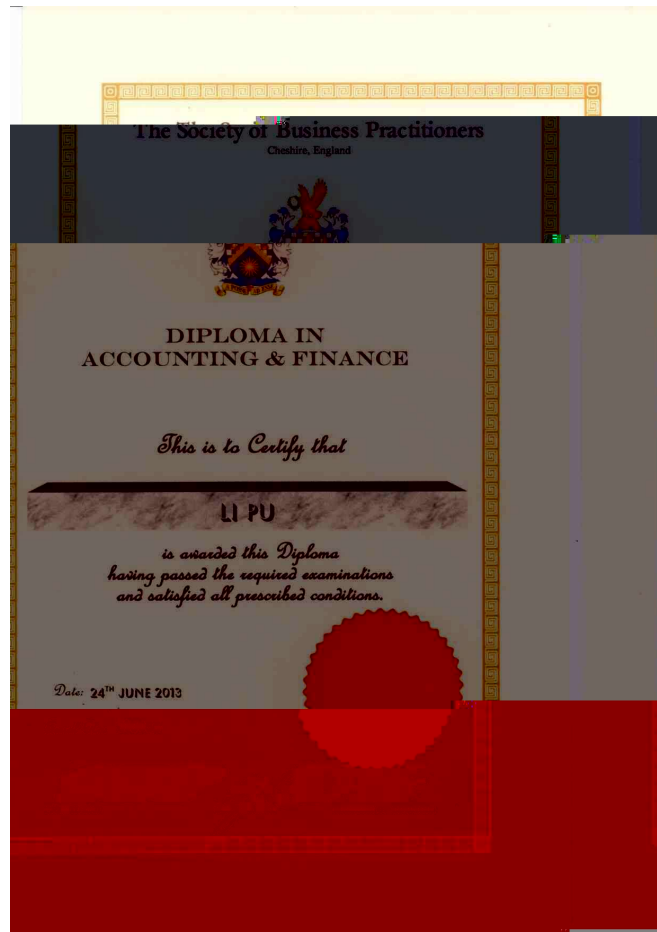 The Society of Business Practitioners
Cheshire, England
DIPLOMA IN
ACCOUNTING & FINANCE
This is to Certify that
LI PU
is awarded this Diploma
having passed the required examinations
and satisfied all prescribed conditions.
Date: 24TH JUNE 2013